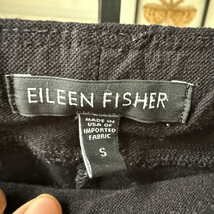 EILEEN FISHER
MADE IN
USA OF
IMPORTED
FABRIC
S